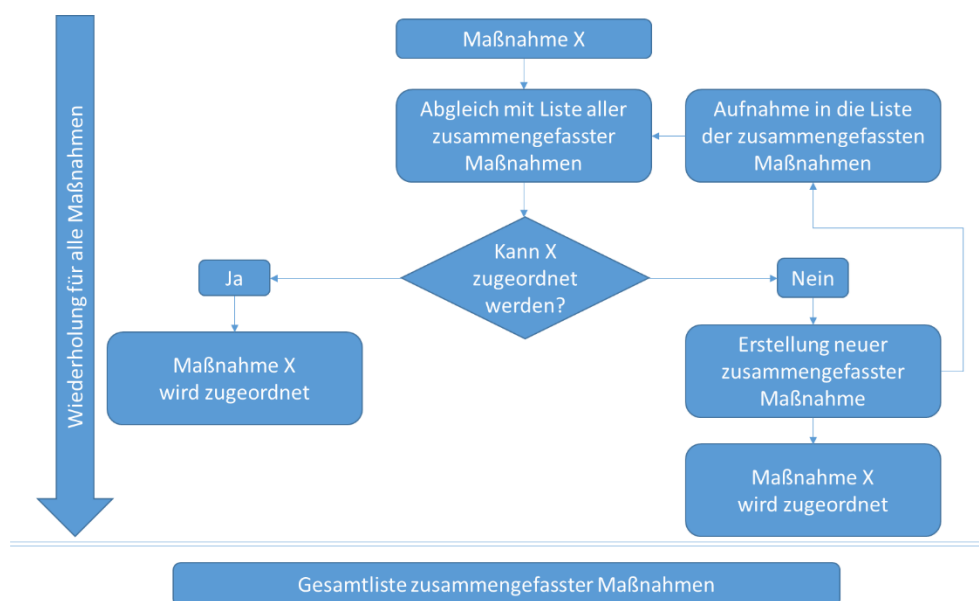 Wiederholung für alle Maßnahmen
Maßnahme X
Abgleich mit Liste aller
zusammengefasster
Maßnahmen
Aufnahme in die Liste
der zusammengefassten
Maßnahmen
Kann X
zugeordnet
werden?
Ja
Nein
Maßnahme X
wird zugeordnet
Erstellung neuer
zusammengefasster
Maßnahme
Maßnahme X
wird zugeordnet
Gesamtliste zusammengefasster Maßnahmen